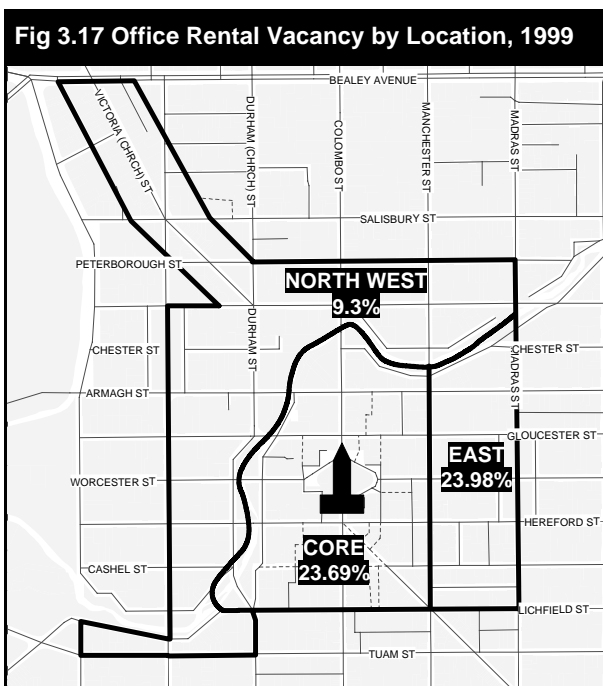 Fig 3.17 Office Rental Vacancy by Location, 1999
BEALEY AVENUE
VICTORIA (CHRCH) ST
DURHAM (CHRCH) ST
COLOMBO ST
MANCHESTER ST
MADRAS ST
SALISBURY ST
PETERBOROUGH ST
NORTH WEST
9.3%
DURHAM ST
CHESTER ST
CHESTER ST
MADRAS ST
ARMAGH ST
GLOUCESTER ST
EAST
23.98%
WORCESTER ST
HEREFORD ST
CORE
23.69%
CASHEL ST
LICHFIELD ST
TUAM ST